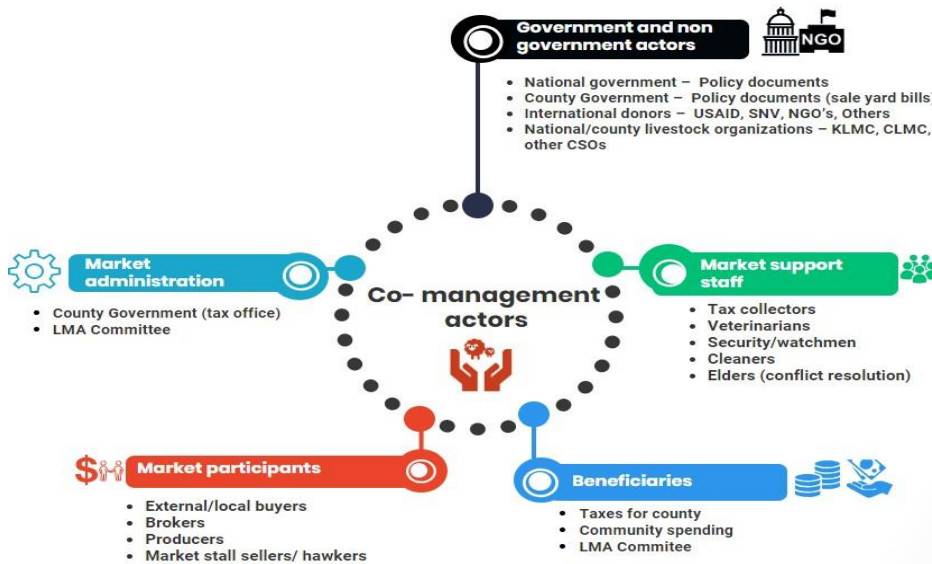 Government and non
government actors
NGO
• National government – Policy documents
• County Government – Policy documents (sale yard bills)
• International donors – USAID, SNV, NGO's, Others
• National/county livestock organizations – KLMC, CLMC,
other CSOs
Market
administration
• County Government (tax office)
• LMA Committee
Co- management
actors
Market support
staff
• Tax collectors
• Veterinarians
• Security/watchmen
• Cleaners
• Elders (conflict resolution)
$
Market participants
• External/local buyers
• Brokers
• Producers
• Market stall sellers/ hawkers
Beneficiaries
• Taxes for county
• Community spending
• LMA Commitee